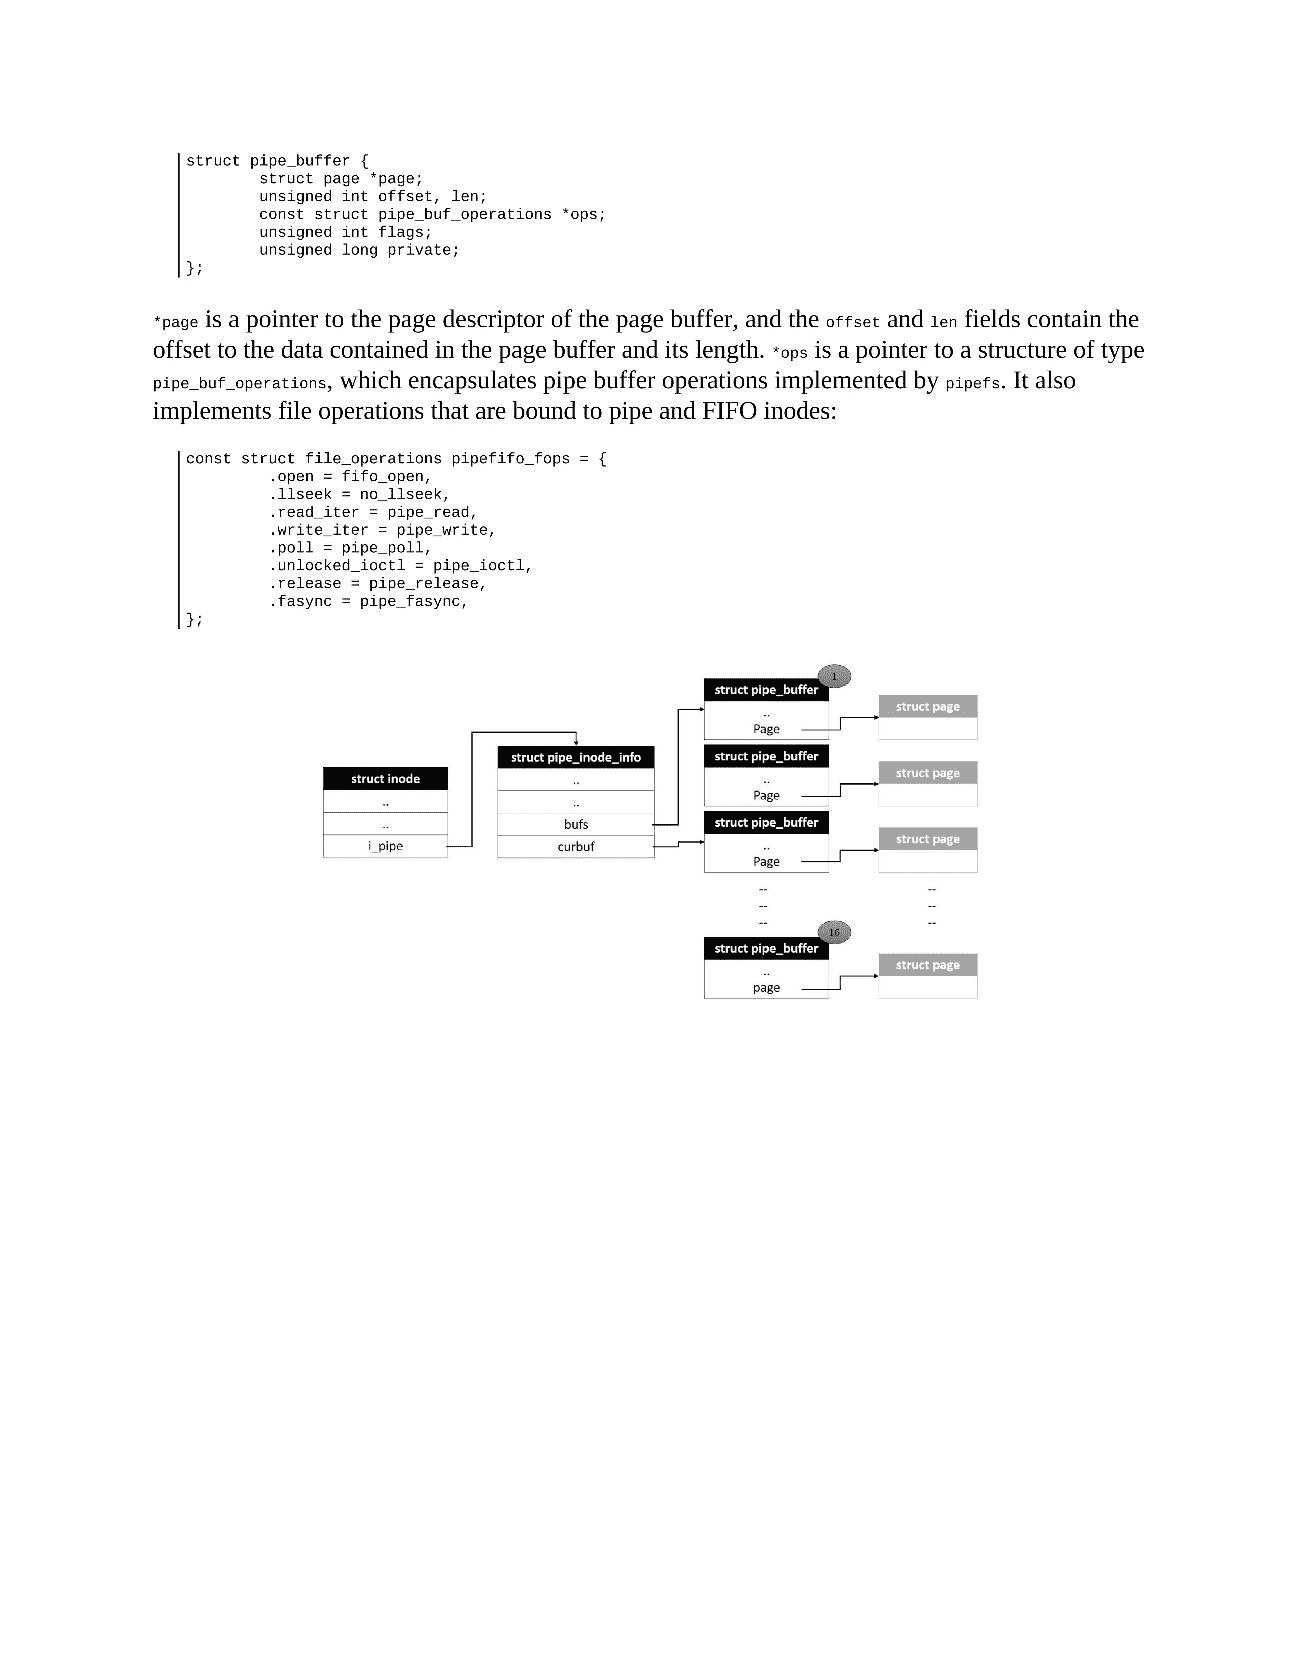 struct pipe_buffer {
struct page *page;
unsigned int offset, len;
const struct pipe_buf_operations *ops;
unsigned int flags;
unsigned long private;
};
*page is a pointer to the page descriptor of the page buffer, and the offset and len fields contain the
offset to the data contained in the page buffer and its length. *ops is a pointer to a structure of type
pipe_buf_operations, which encapsulates pipe buffer operations implemented by pipefs. It also
implements file operations that are bound to pipe and FIFO inodes:
const struct file_operations pipefifo_fops = {
.open = fifo_open,
.llseek = no_llseek,
.read_iter = pipe_read,
.write_iter = pipe_write,
.poll = pipe_poll,
.unlocked_ioctl = pipe_ioctl,
.release = pipe_release,
.fasync = pipe_fasync,
};
struct inode
..
..
i_pipe
struct pipe_inode_info
..
..
bufs
curbuf
1
struct pipe_buffer
..
Page
struct pipe_buffer
..
Page
struct pipe_buffer
..
Page
--
--
--
16
struct pipe_buffer
..
page
struct page
struct page
struct page
--
--
--
struct page